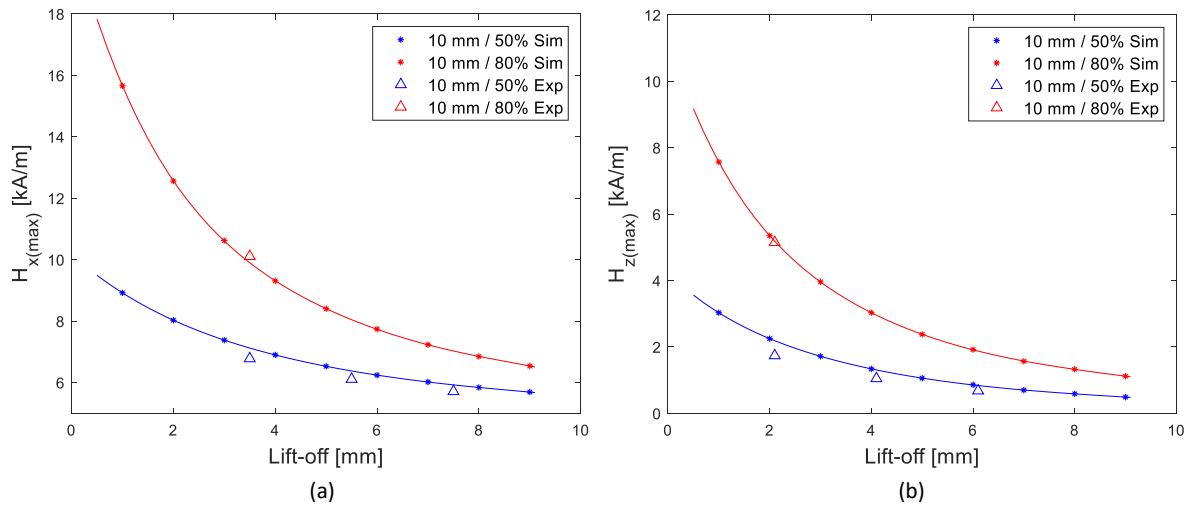 18
16
14
12
10
8
6
0
2
4
6
8
10
H_x(max) [kA/m]
Lift-off [mm]
10 mm / 50% Sim
10 mm / 80% Sim
10 mm / 50% Exp
10 mm / 80% Exp
(a)
12
10
8
6
4
2
0
0
2
4
6
8
10
H_z(max) [kA/m]
Lift-off [mm]
10 mm / 50% Sim
10 mm / 80% Sim
10 mm / 50% Exp
10 mm / 80% Exp
(b)